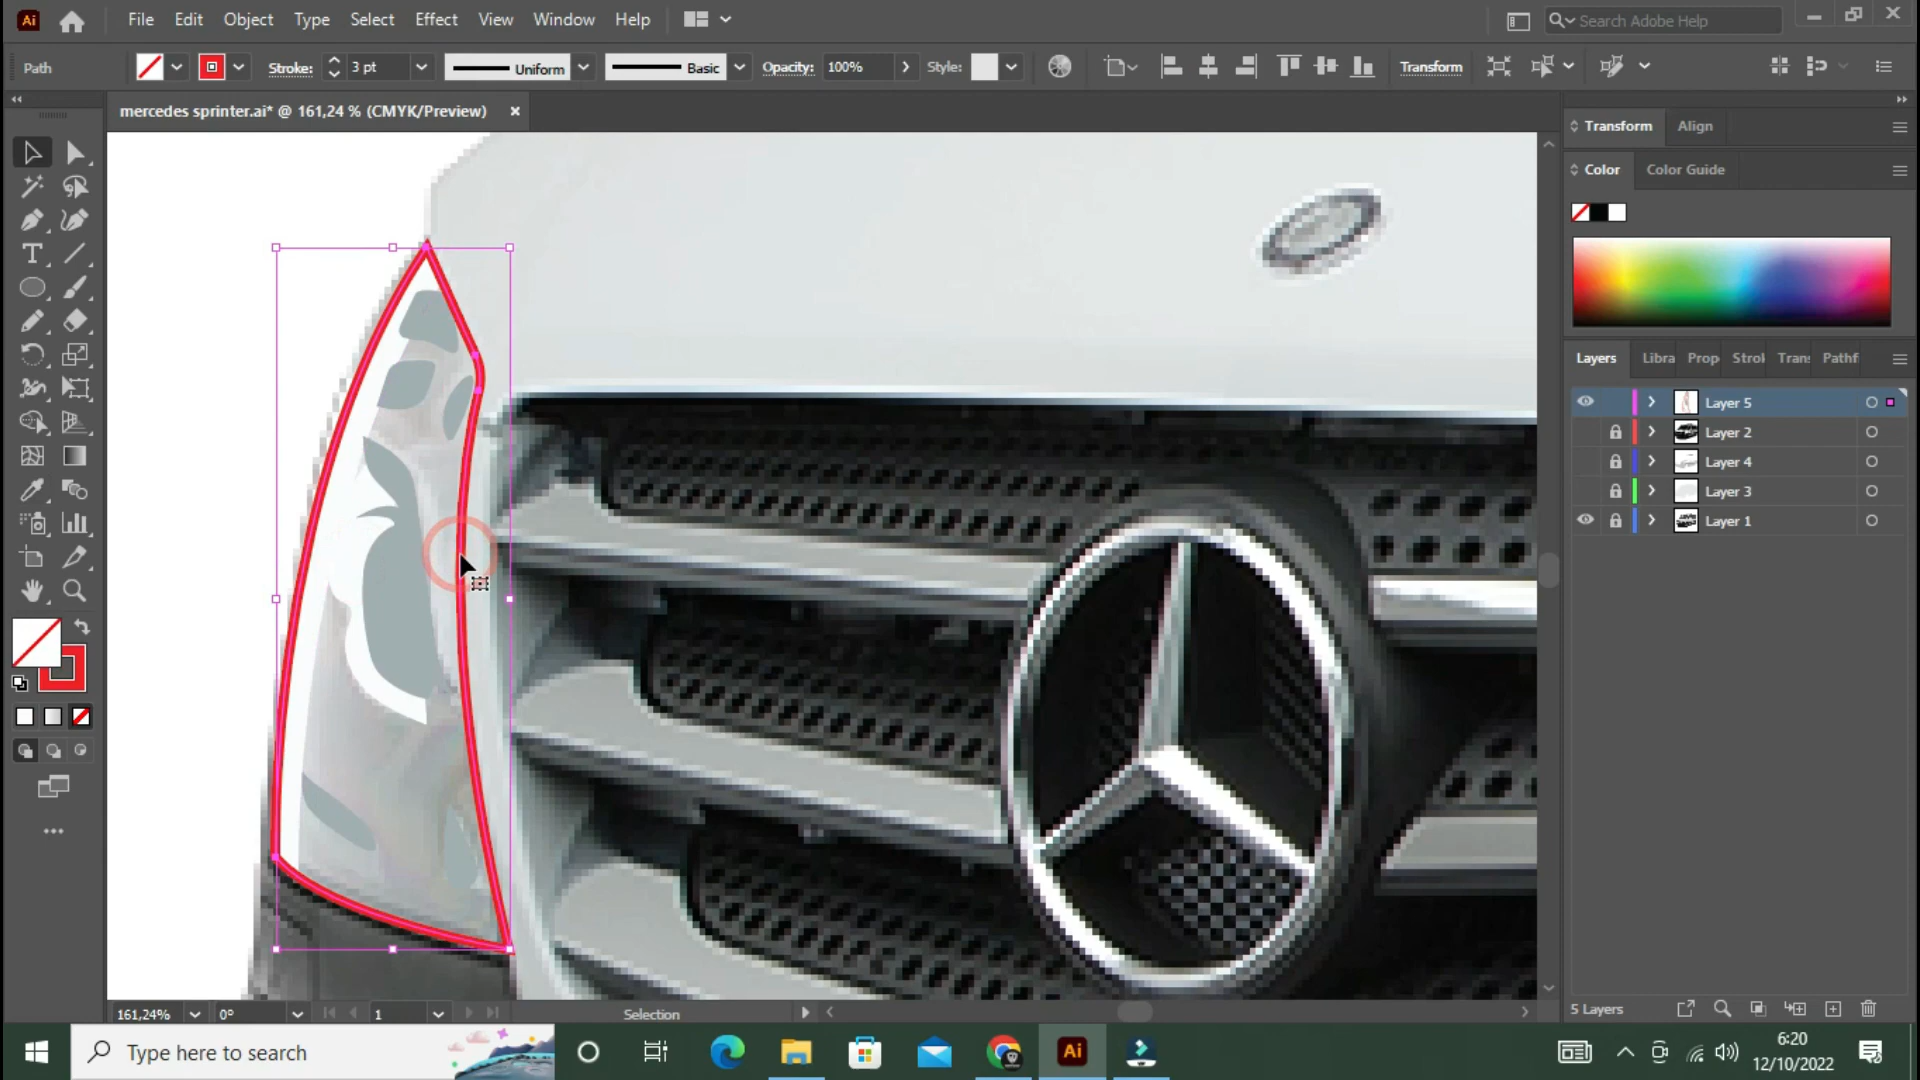 Ai File Edit Object Type Select Effect View Window Help Search Adobe Help
Path Stroke: 3 pt Uniform Basic Opacity: 100% Style: Transform
mercedes sprinter.ai* @ 161,24 % (CMYK/Preview)
Transform Align
Color Color Guide
Layers Libra Prop Strol Trans Pathf
Layer 5
Layer 2
Layer 4
Layer 3
Layer 1
161,24% 0° 1 Selection 5 Layers
Type here to search Ai 6:20
12/10/2022